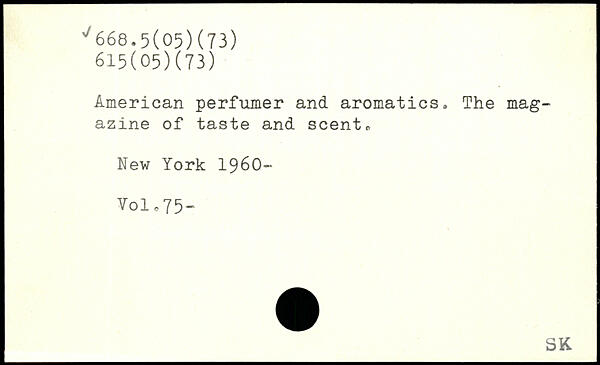 ✓668.5(05)(73)
615(05)(73)
American perfumer and aromatics. The mag-
azine of taste and scent.
New York 1960-
Vol.75-
SK